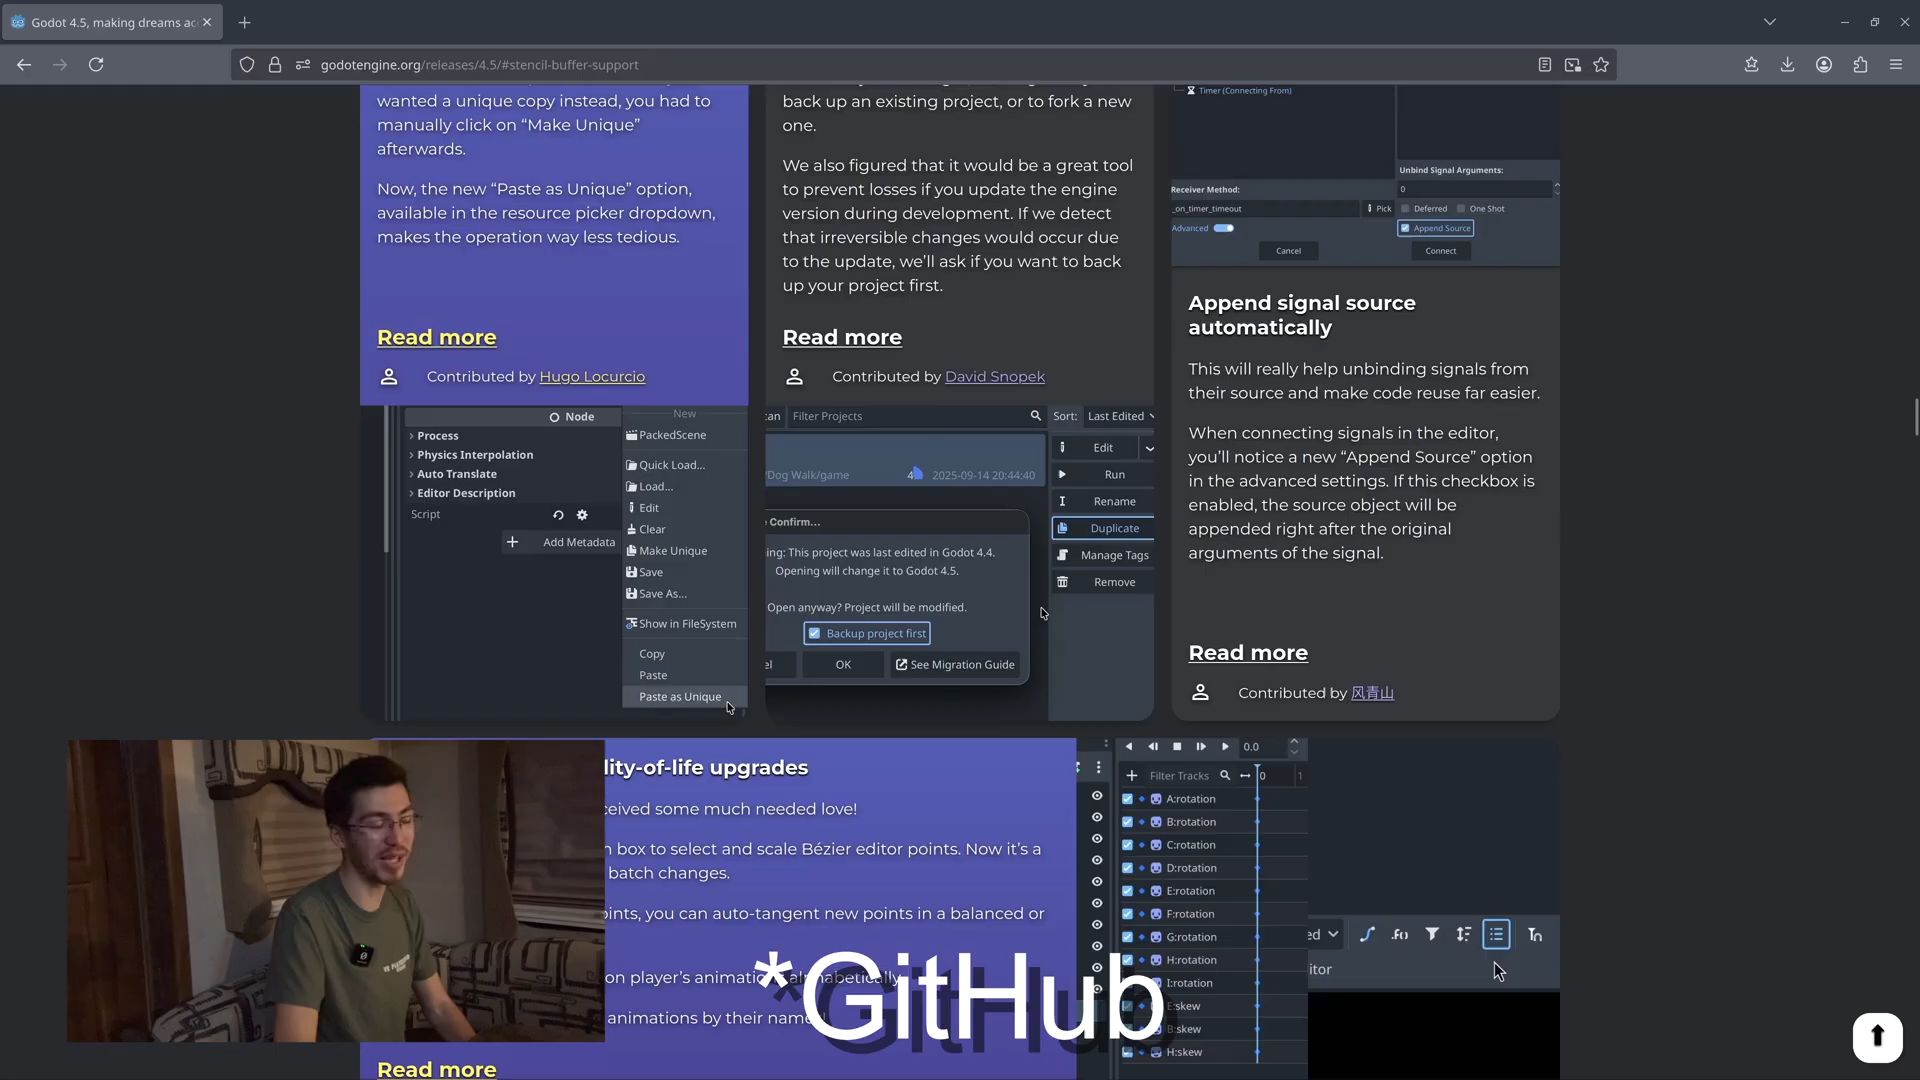 Godot 4.5, making dreams ac
godotengine.org/releases/4.5/#stencil-buffer-support
wanted a unique copy instead, you had to
manually click on “Make Unique”
afterwards.
Now, the new “Paste as Unique” option,
available in the resource picker dropdown,
makes the operation way less tedious.
Read more
Contributed by Hugo Locurcio
back up an existing project, or to fork a new
one.
We also figured that it would be a great tool
to prevent losses if you update the engine
version during development. If we detect
that irreversible changes would occur due
to the update, we’ll ask if you want to back
up your project first.
Read more
Contributed by David Snopek
Timer (Connecting From)
Unbind Signal Arguments:
0
Receiver Method:
_on_timer_timeout
Pick
Deferred
One Shot
Advanced
Append Source
Cancel
Connect
Append signal source
automatically
This will really help unbinding signals from
their source and make code reuse far easier.
When connecting signals in the editor,
you’ll notice a new “Append Source” option
in the advanced settings. If this checkbox is
enabled, the source object will be
appended right after the original
arguments of the signal.
Read more
Contributed by 风青山
Node
Process
Physics Interpolation
Auto Translate
Editor Description
Script
Add Metadata
New
PackedScene
Quick Load...
Load...
Edit
Clear
Make Unique
Save
Save As...
Show in FileSystem
Copy
Paste
Paste as Unique
can
Filter Projects
Sort:
Last Edited
/Dog Walk/game
2025-09-14 20:44:40
Edit
Run
Rename
Duplicate
Manage Tags
Remove
e Confirm...
ing: This project was last edited in Godot 4.4.
Opening will change it to Godot 4.5.
Open anyway? Project will be modified.
Backup project first
el
OK
See Migration Guide
lity-of-life upgrades
ceived some much needed love!
n box to select and scale Bézier editor points. Now it’s a
batch changes.
ints, you can auto-tangent new points in a balanced or
on player’s animations alphabetically
animations by their name
Read more
*GitHub
0.0
Filter Tracks
0
1
A:rotation
B:rotation
C:rotation
D:rotation
E:rotation
F:rotation
G:rotation
H:rotation
I:rotation
E:skew
B:skew
H:skew
ed
itor